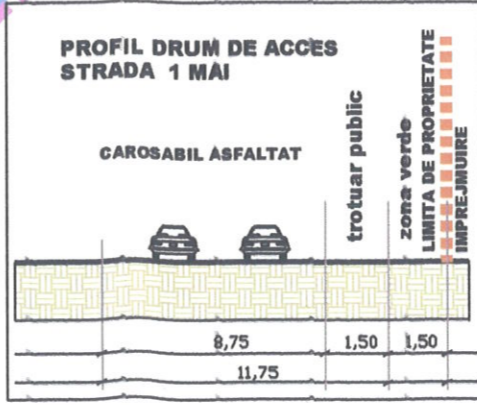 PROFIL DRUM DE ACCES
STRADA 1 MAI
CAROSABIL ASFALTAT
trotuar public
zona verde
LIMITA DE PROPRIETATE
IMPREJMUIRE
8,75
1,50
1,50
11,75